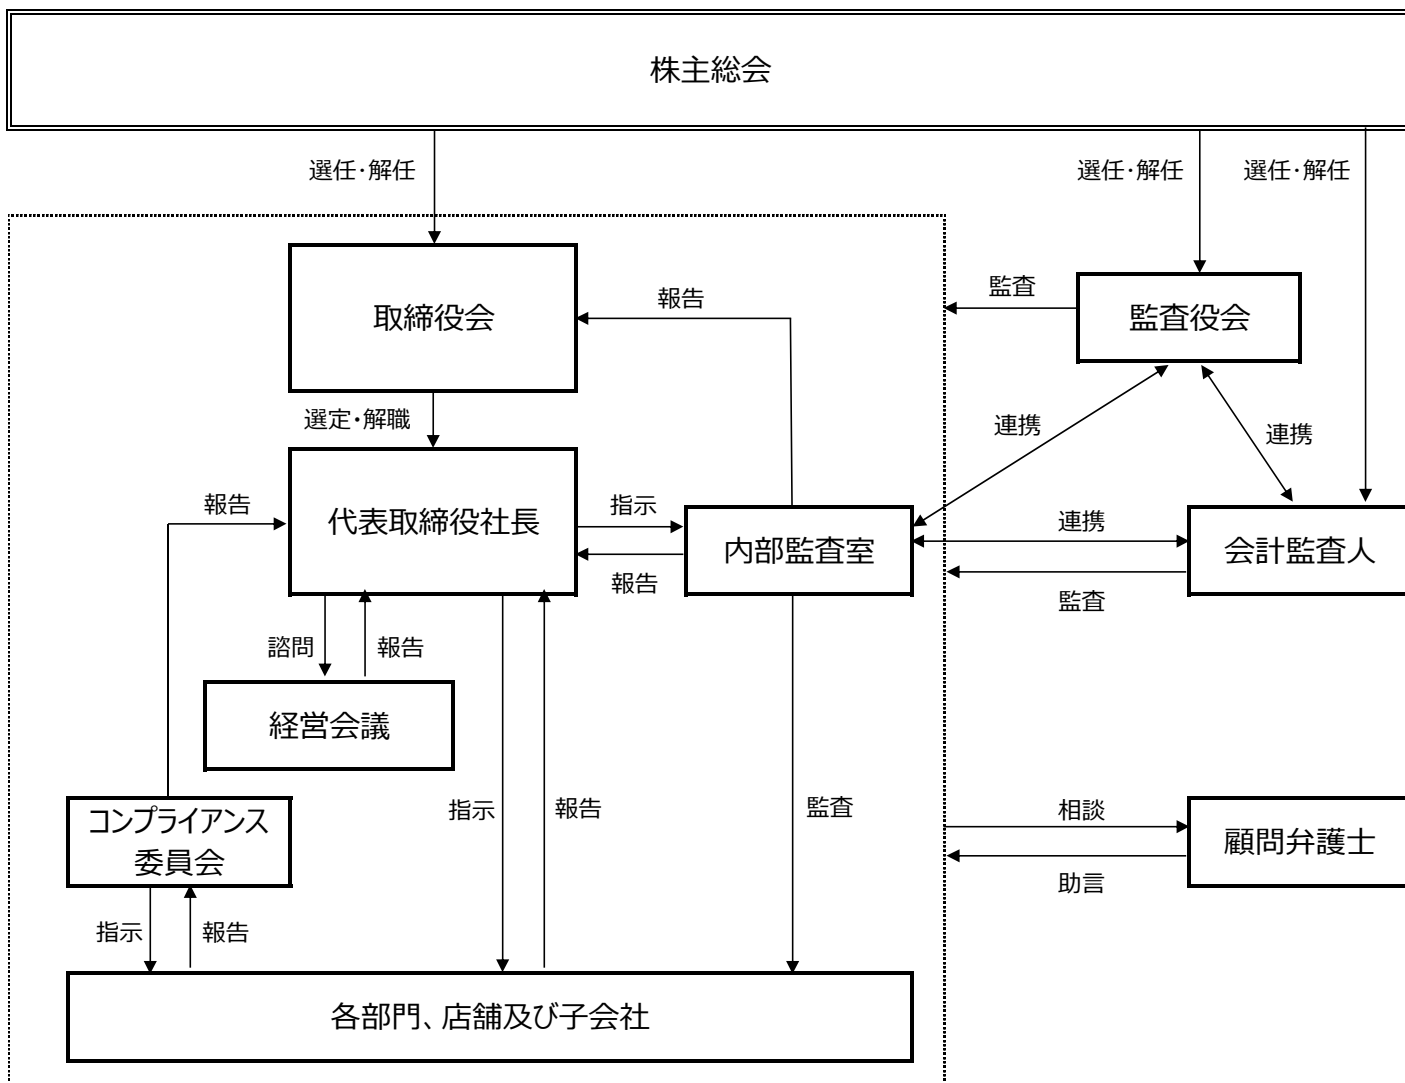 株主総会
選任・解任
選任・解任
選任・解任
取締役会
報告
監査
監査役会
選定・解職
連携
連携
報告
代表取締役社長
指示
報告
内部監査室
連携
監査
会計監査人
諮問
報告
経営会議
コンプライアンス
委員会
指示
報告
監査
相談
助言
顧問弁護士
指示
報告
各部門、店舗及び子会社